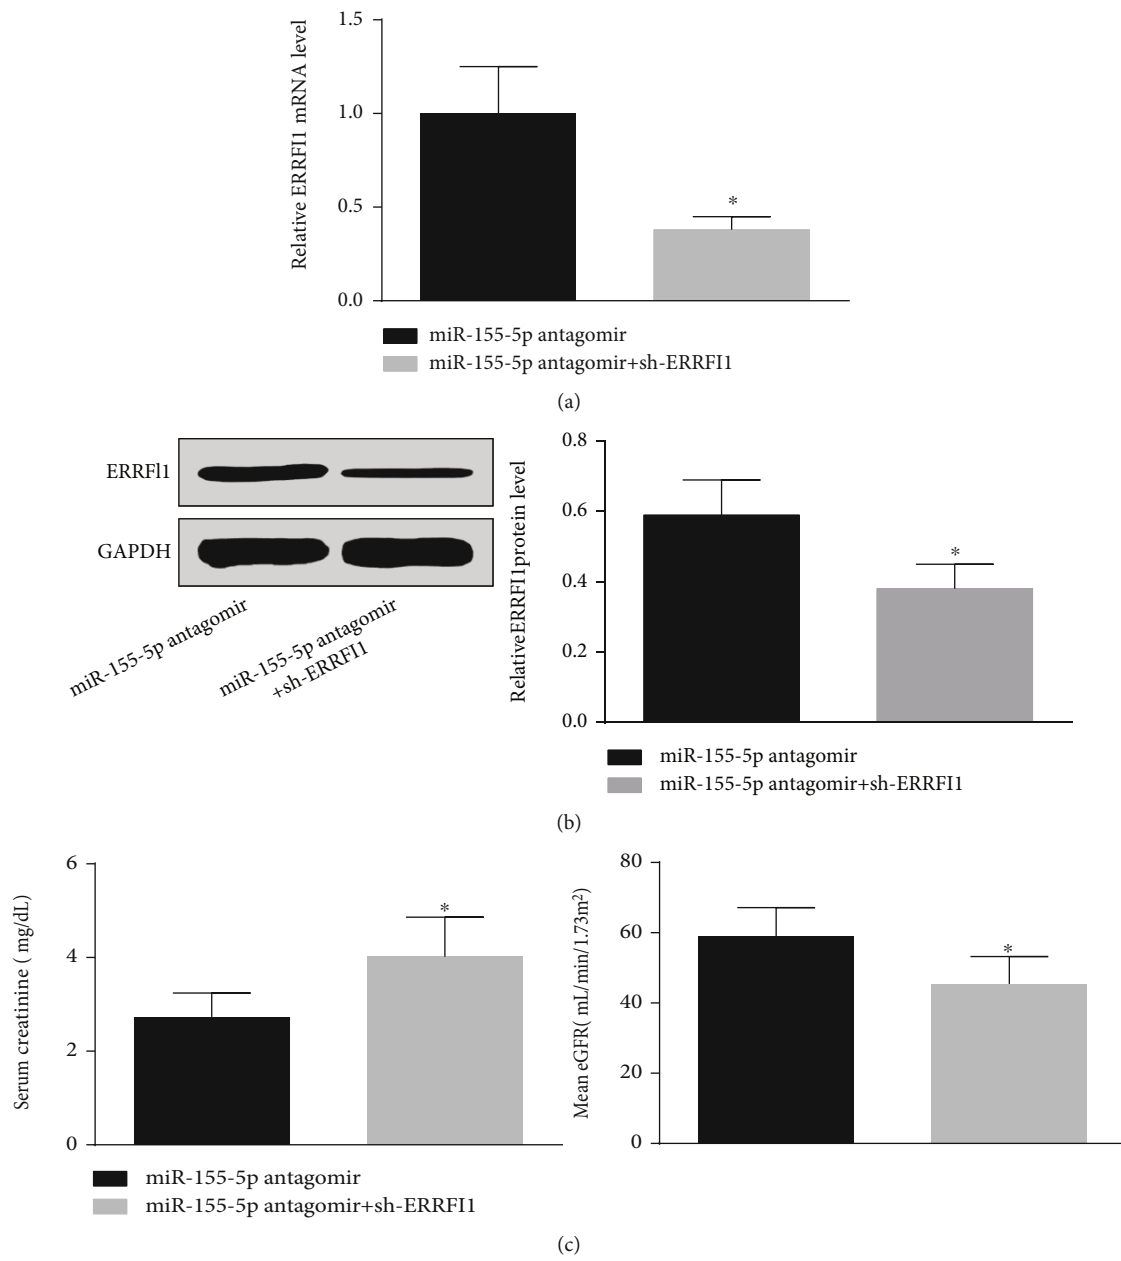 Relative ERRFI1 mRNA level
1.5
1.0
0.5
0.0
*
miR-155-5p antagomir
miR-155-5p antagomir+sh-ERRFI1
(a)
ERRFl1
GAPDH
miR-155-5p antagomir
miR-155-5p antagomir
+sh-ERRFI1
RelativeERRFI1protein level
0.8
0.6
0.4
0.2
0.0
*
miR-155-5p antagomir
miR-155-5p antagomir+sh-ERRFI1
(b)
Serum creatinine ( mg/dL)
6
4
2
0
*
miR-155-5p antagomir
miR-155-5p antagomir+sh-ERRFI1
Mean eGFR( mL/min/1.73m²)
80
60
40
20
0
*
(c)